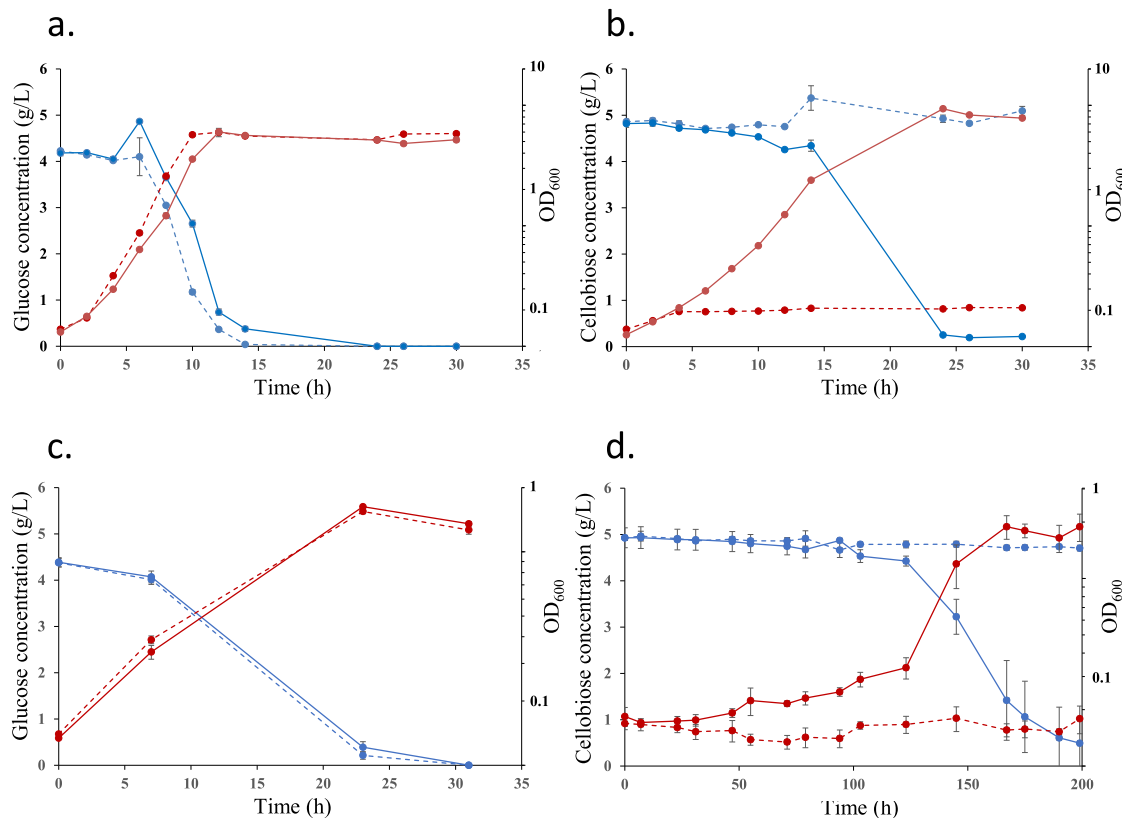 a.
Glucose concentration (g/L)
6
5
4
3
2
1
0
10
1
0.1
OD600
0 5 10 15 20 25 30 35
Time (h)
b.
Cellobiose concentration (g/L)
6
5
4
3
2
1
0
10
1
0.1
OD600
0 5 10 15 20 25 30 35
Time (h)
c.
Glucose concentration (g/L)
6
5
4
3
2
1
0
1
0.1
OD600
0 5 10 15 20 25 30 35
Time (h)
d.
Cellobiose concentration (g/L)
6
5
4
3
2
1
0
1
0.1
OD600
0 50 100 150 200
Time (h)